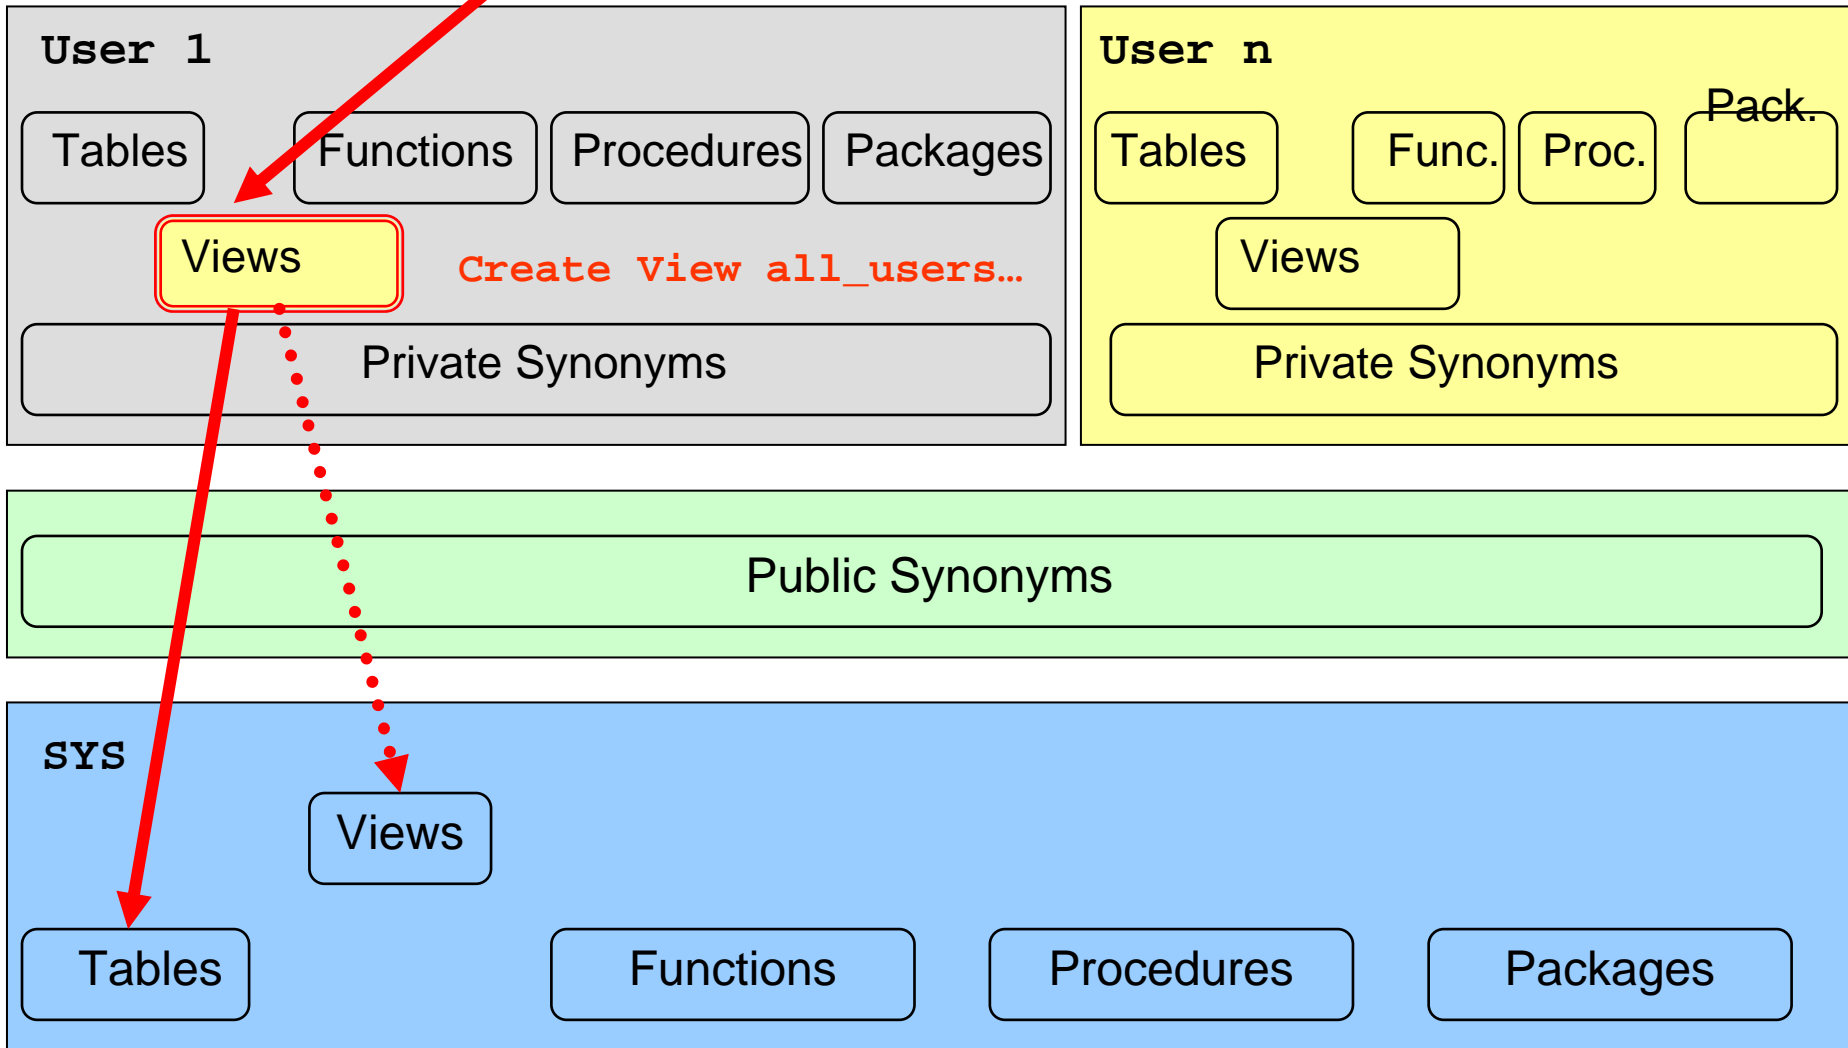 User 1
Tables
Functions
Procedures
Packages
Views
Create View all_users…
Private Synonyms
User n
Tables
Func.
Proc.
Pack.
Views
Private Synonyms
Public Synonyms
SYS
Views
Tables
Functions
Procedures
Packages